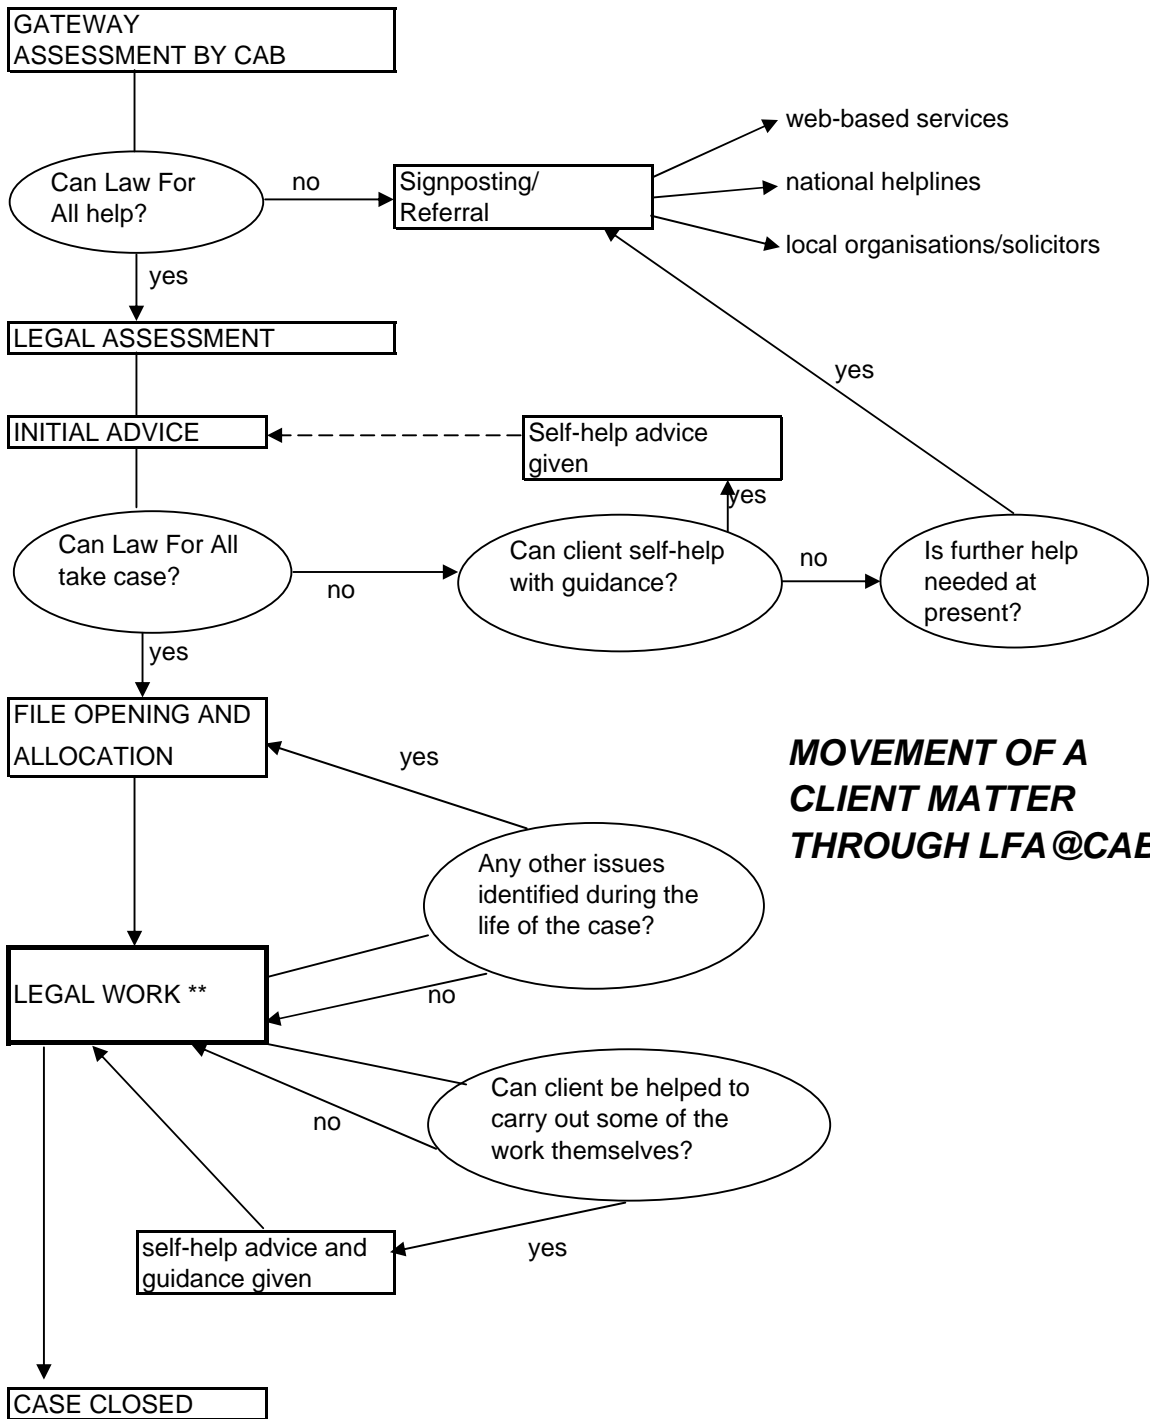 GATEWAY
ASSESSMENT BY CAB
web-based services
Can Law For
All help?
no
Signposting/
Referral
national helplines
local organisations/solicitors
yes
LEGAL ASSESSMENT
yes
INITIAL ADVICE
Self-help advice
given
yes
Can Law For All
take case?
no
Can client self-help
with guidance?
no
Is further help
needed at
present?
yes
FILE OPENING AND
ALLOCATION
yes
MOVEMENT OF A
CLIENT MATTER
THROUGH LFA@CAB
Any other issues
identified during the
life of the case?
LEGAL WORK **
no
Can client be helped to
carry out some of the
work themselves?
no
self-help advice and
guidance given
yes
CASE CLOSED